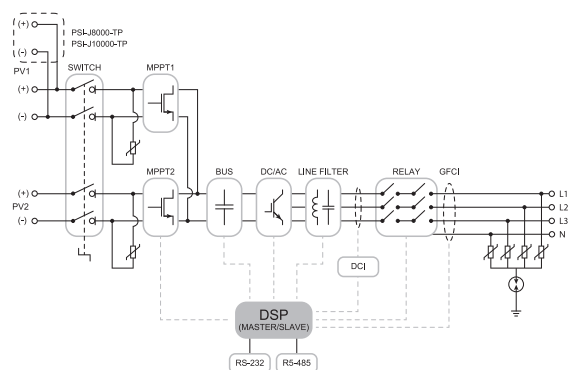 (+)
PSI-J8000-TP
(-)
PSI-J10000-TP
PV1
SWITCH
MPPT1
(+)
(-)
MPPT2
BUS
DC/AC
LINE FILTER
RELAY
GFCI
(+)
PV2
(-)
L1
L2
L3
N
DCI
DSP
(MASTER/SLAVE)
RS-232
R5-485